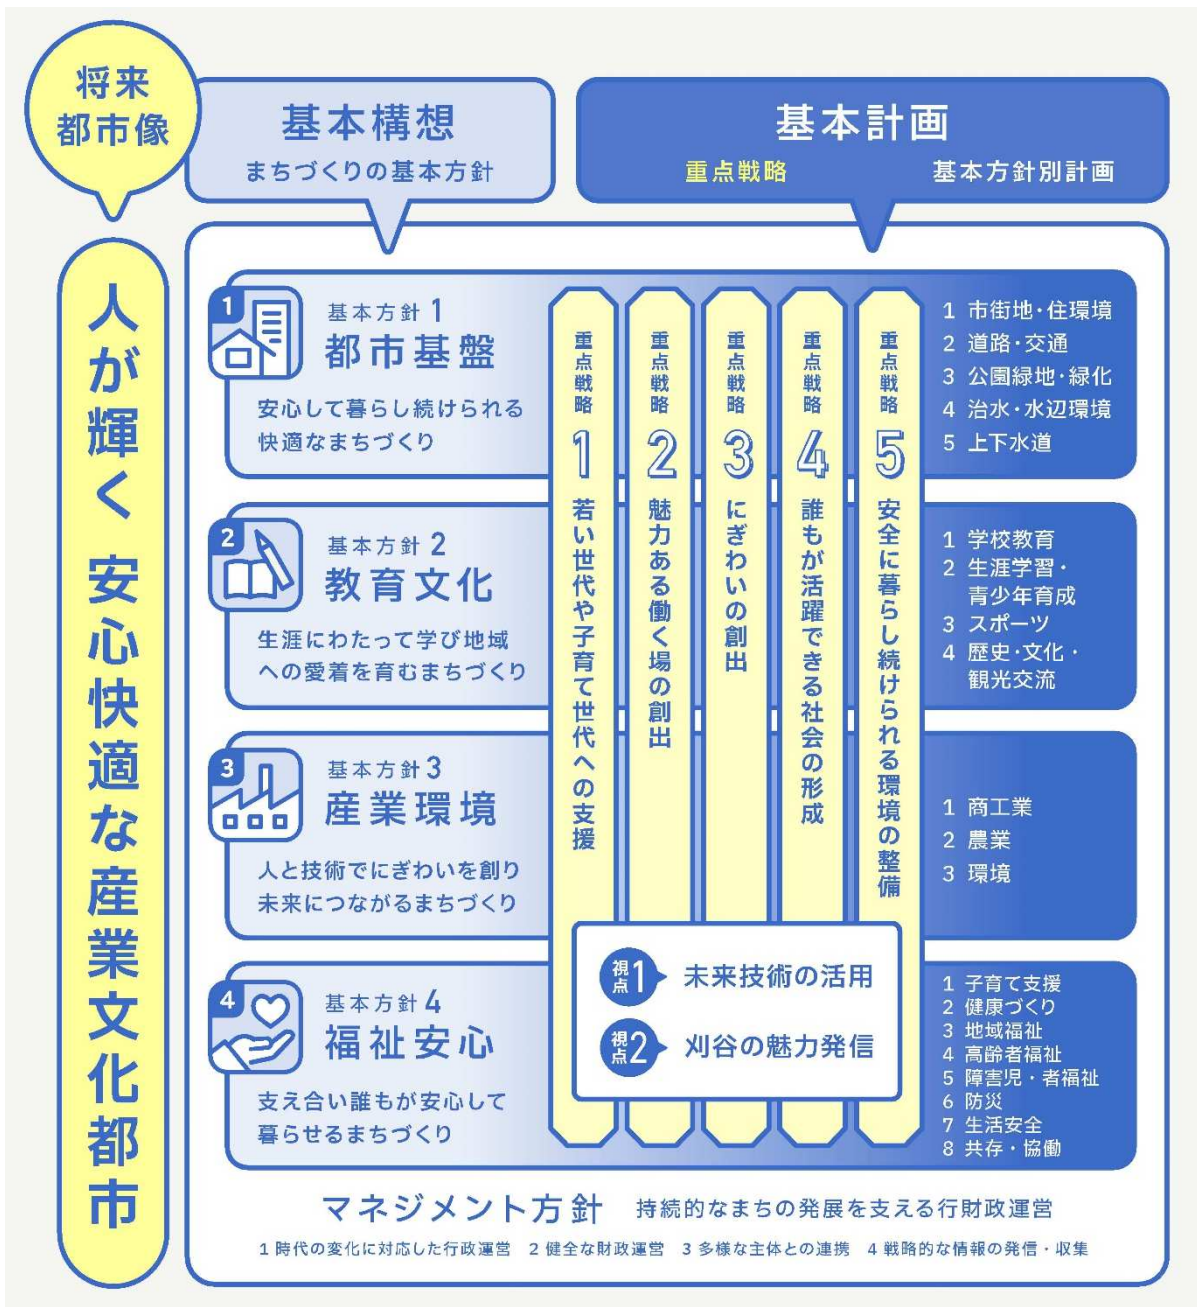 将来
都市像
人が輝く 安心快適な産業文化都市
基本構想
まちづくりの基本方針
基本計画
重点戦略 基本方針別計画
1 基本方針1
都市基盤
安心して暮らし続けられる
快適なまちづくり
1 市街地・住環境
2 道路・交通
3 公園緑地・緑化
4 治水・水辺環境
5 上下水道
2 基本方針2
教育文化
生涯にわたって学び地域
への愛着を育むまちづくり
1 学校教育
2 生涯学習・
青少年育成
3 スポーツ
4 歴史・文化・
観光交流
3 基本方針3
産業環境
人と技術でにぎわいを創り
未来につながるまちづくり
1 商工業
2 農業
3 環境
4 基本方針4
福祉安心
支え合い誰もが安心して
暮らせるまちづくり
1 子育て支援
2 健康づくり
3 地域福祉
4 高齢者福祉
5 障害児・者福祉
6 防災
7 生活安全
8 共存・協働
重点戦略1 若い世代や子育て世代への支援
重点戦略2 魅力ある働く場の創出
重点戦略3 にぎわいの創出
重点戦略4 誰もが活躍できる社会の形成
重点戦略5 安全に暮らし続けられる環境の整備
視点1 未来技術の活用
視点2 刈谷の魅力発信
マネジメント方針 持続的なまちの発展を支える行財政運営
1 時代の変化に対応した行政運営 2 健全な財政運営 3 多様な主体との連携 4 戦略的な情報の発信・収集